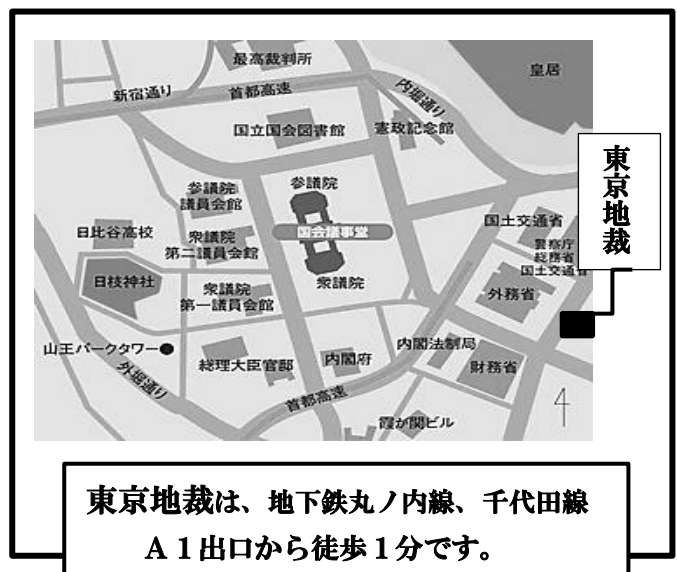 最高裁判所
皇居
新宿通り
首都高速
内堀通り
国立国会図書館
憲政記念館
東京地裁
参議院
議員会館
参議院
国土交通省
日比谷高校
衆議院
第二議員会館
国会議事堂
警察庁
総務省
国土交通省
日枝神社
衆議院
第一議員会館
衆議院
外務省
山王パークタワー
外堀通り
総理大臣官邸
内閣府
内閣法制局
財務省
首都高速
霞が関ビル
東京地裁は、地下鉄丸ノ内線、千代田線
A1出口から徒歩1分です。